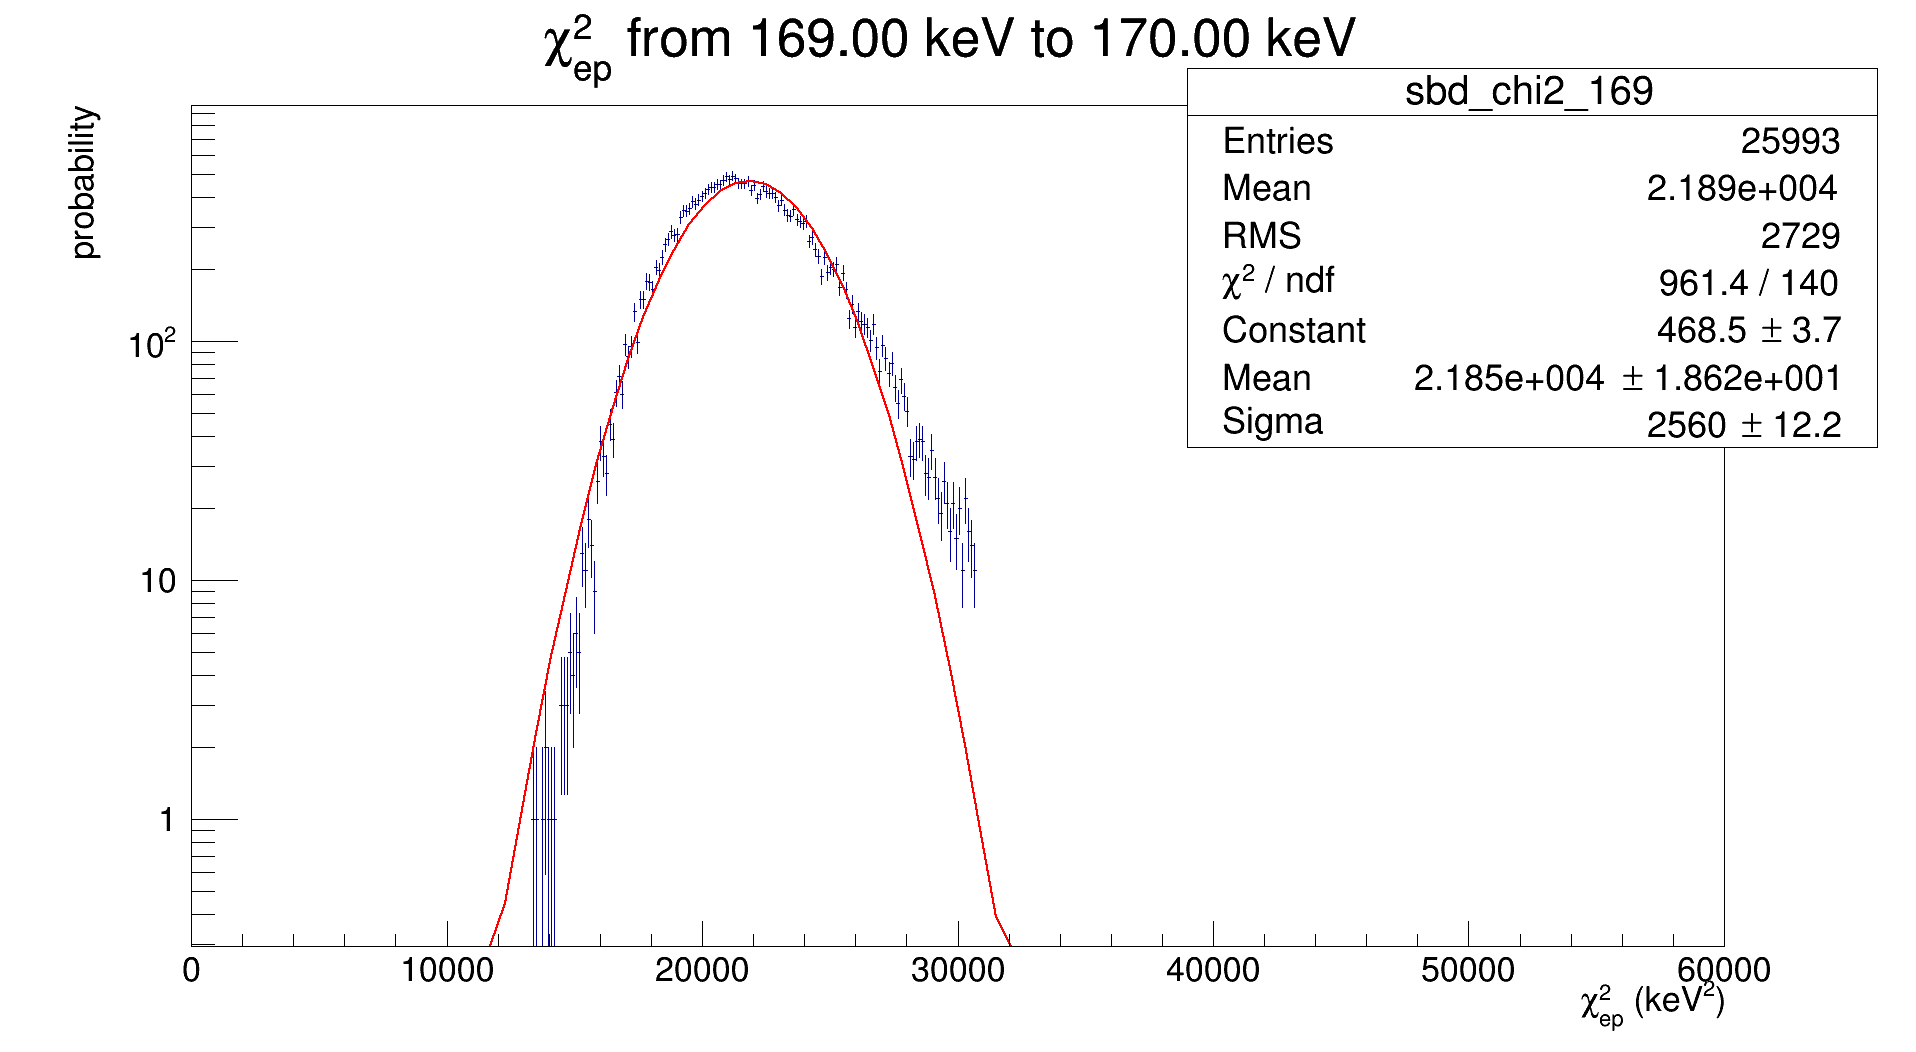 χ²ep from 169.00 keV to 170.00 keV
probability
sbd_chi2_169
Entries 25993
Mean 2.189e+004
RMS 2729
χ² / ndf 961.4 / 140
Constant 468.5 ± 3.7
Mean 2.185e+004 ± 1.862e+001
Sigma 2560 ± 12.2
10²
10
1
0 10000 20000 30000 40000 50000 60000
χ²ep (keV²)